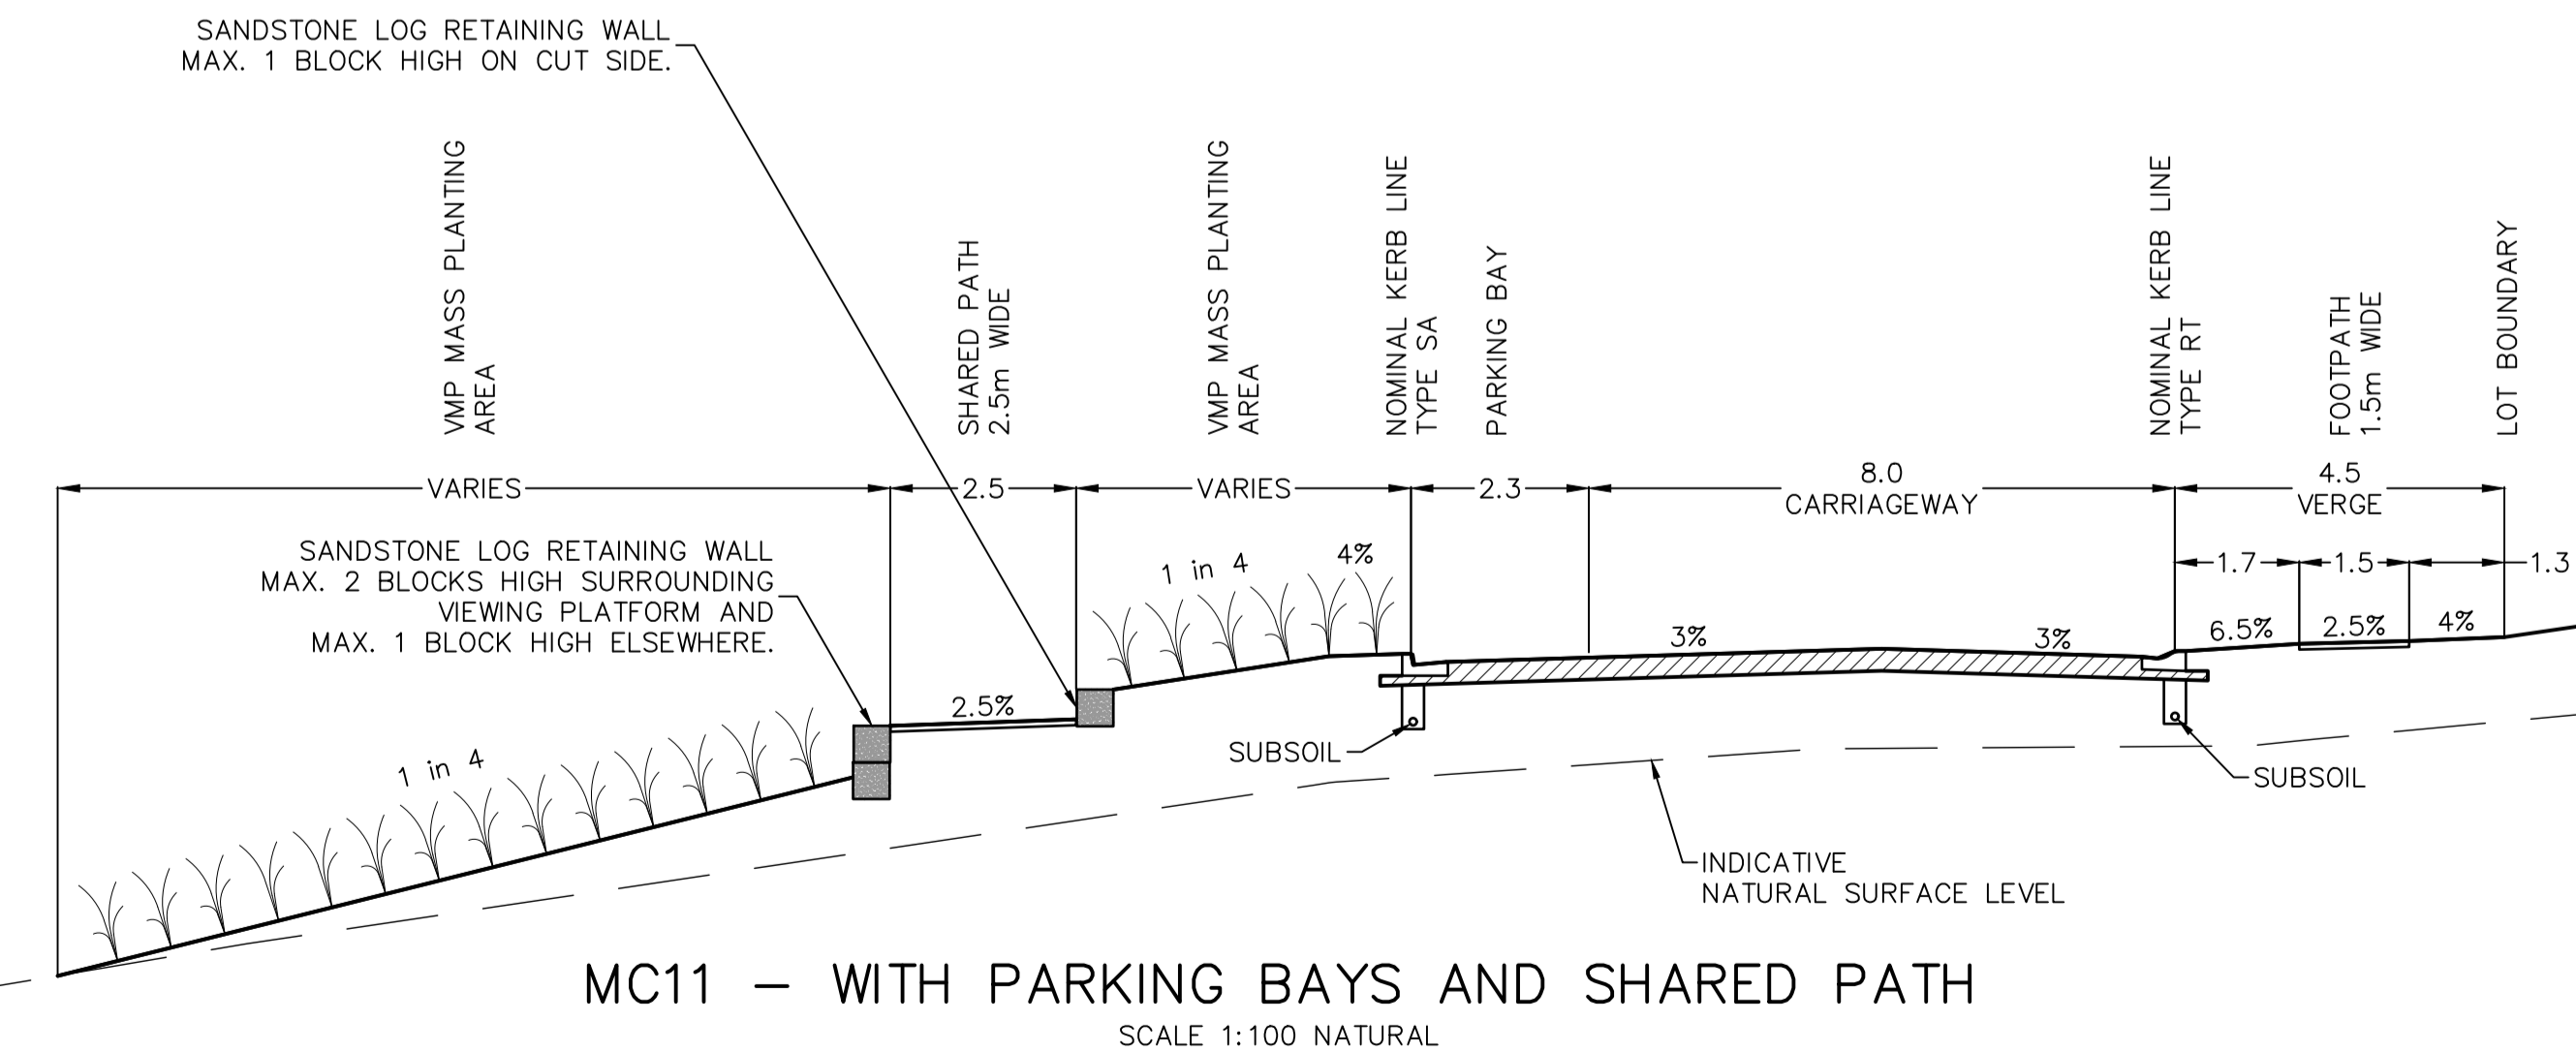 SANDSTONE LOG RETAINING WALL
MAX. 1 BLOCK HIGH ON CUT SIDE.
VMP MASS PLANTING
AREA
SHARED PATH
2.5m WIDE
VMP MASS PLANTING
AREA
NOMINAL KERB LINE
TYPE SA
PARKING BAY
NOMINAL KERB LINE
TYPE RT
FOOTPATH
1.5m WIDE
LOT BOUNDARY
VARIES
2.5
VARIES
2.3
8.0
CARRIAGEWAY
4.5
VERGE
SANDSTONE LOG RETAINING WALL
MAX. 2 BLOCKS HIGH SURROUNDING
VIEWING PLATFORM AND
MAX. 1 BLOCK HIGH ELSEWHERE.
1 in 4
4%
1.7
1.5
1.3
3%
3%
6.5%
2.5%
4%
2.5%
1 in 4
SUBSOIL
SUBSOIL
INDICATIVE
NATURAL SURFACE LEVEL
MC11 – WITH PARKING BAYS AND SHARED PATH
SCALE 1:100 NATURAL